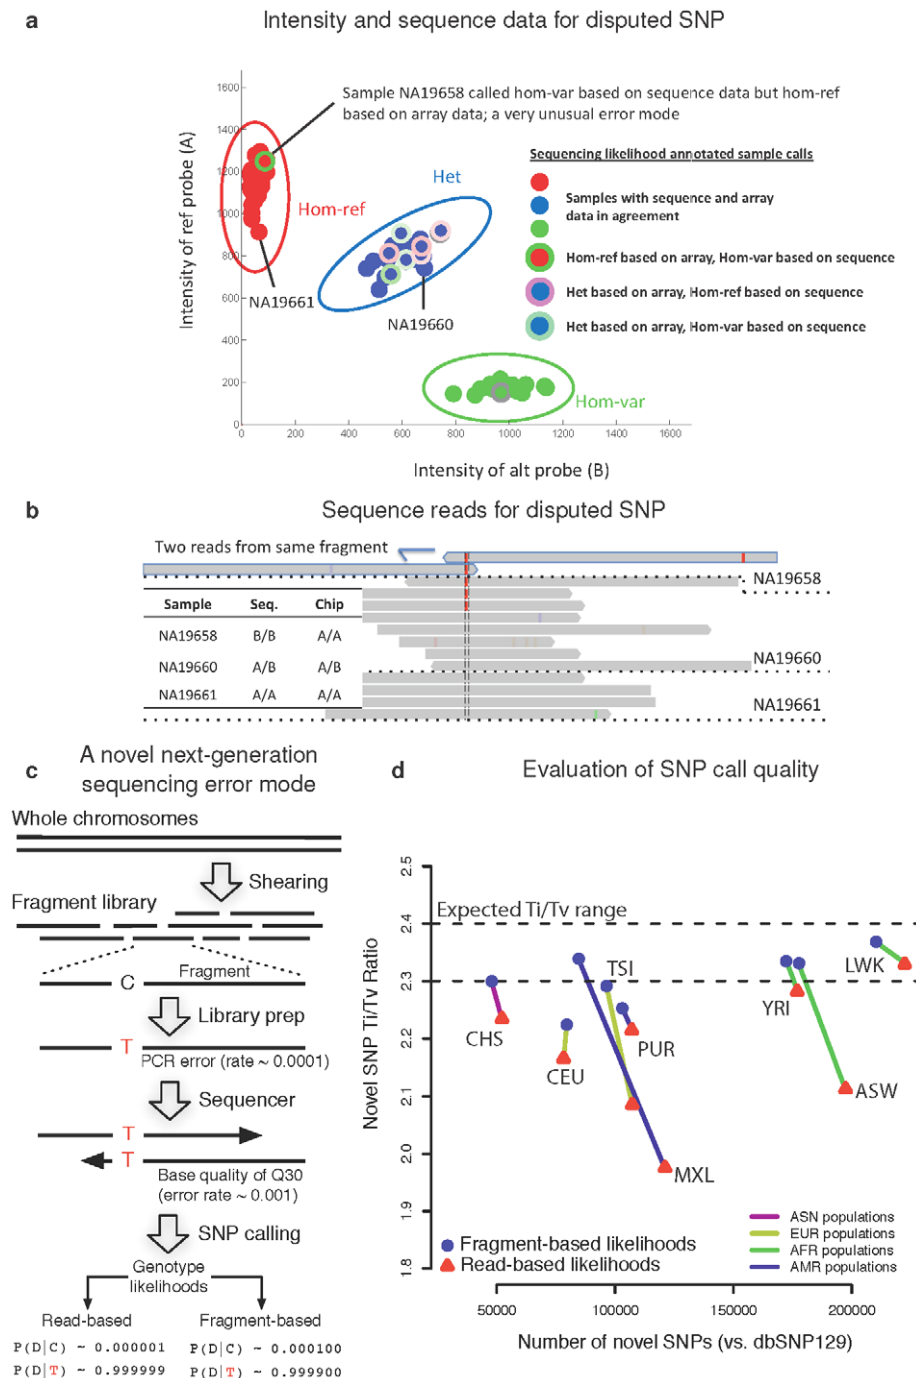 a Intensity and sequence data for disputed SNP
Sample NA19658 called hom-var based on sequence data but hom-ref
based on array data; a very unusual error mode
Intensity of ref probe (A)
1600
1400
1200
1000
800
600
400
200
0
Hom-ref
NA19661
Het
NA19660
Hom-var
Sequencing likelihood annotated sample calls
Samples with sequence and array
data in agreement
Hom-ref based on array, Hom-var based on sequence
Het based on array, Hom-ref based on sequence
Het based on array, Hom-var based on sequence
0 200 400 600 800 1000 1200 1400 1600
Intensity of alt probe (B)
b Sequence reads for disputed SNP
Two reads from same fragment
NA19658
Sample Seq. Chip
NA19658 B/B A/A
NA19660 A/B A/B
NA19661 A/A A/A
NA19660
NA19661
c A novel next-generation
sequencing error mode
Whole chromosomes
Shearing
Fragment library
Fragment
C
Library prep
T
PCR error (rate ~ 0.0001)
Sequencer
T
T
Base quality of Q30
(error rate ~ 0.001)
SNP calling
Genotype
likelihoods
Read-based Fragment-based
P(D|C) ~ 0.000001 P(D|C) ~ 0.000100
P(D|T) ~ 0.999999 P(D|T) ~ 0.999900
d Evaluation of SNP call quality
Novel SNP Ti/Tv Ratio
2.5
2.4
2.3
2.2
2.1
2.0
1.9
1.8
Expected Ti/Tv range
CHS
CEU
TSI
PUR
MXL
YRI
ASW
LWK
Fragment-based likelihoods
Read-based likelihoods
ASN populations
EUR populations
AFR populations
AMR populations
50000 100000 150000 200000
Number of novel SNPs (vs. dbSNP129)